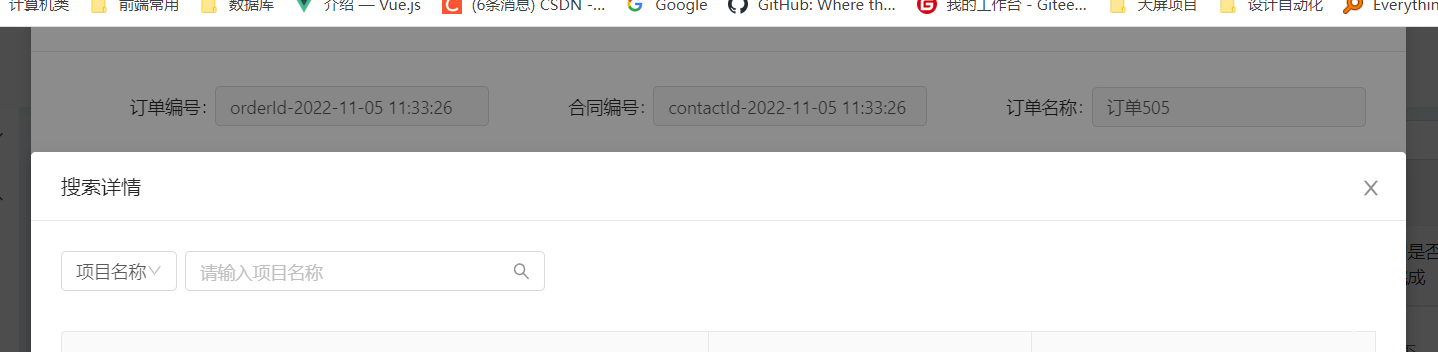 计算机类 前端常用 数据库 介绍 — Vue.js (6条消息) CSDN -... Google GitHub: Where th... 我的工作台 - Gitee... 大屏项目 设计自动化 Everythin
订单编号: orderId-2022-11-05 11:33:26 合同编号: contactId-2022-11-05 11:33:26 订单名称: 订单505
搜索详情
项目名称 请输入项目名称
是否
成